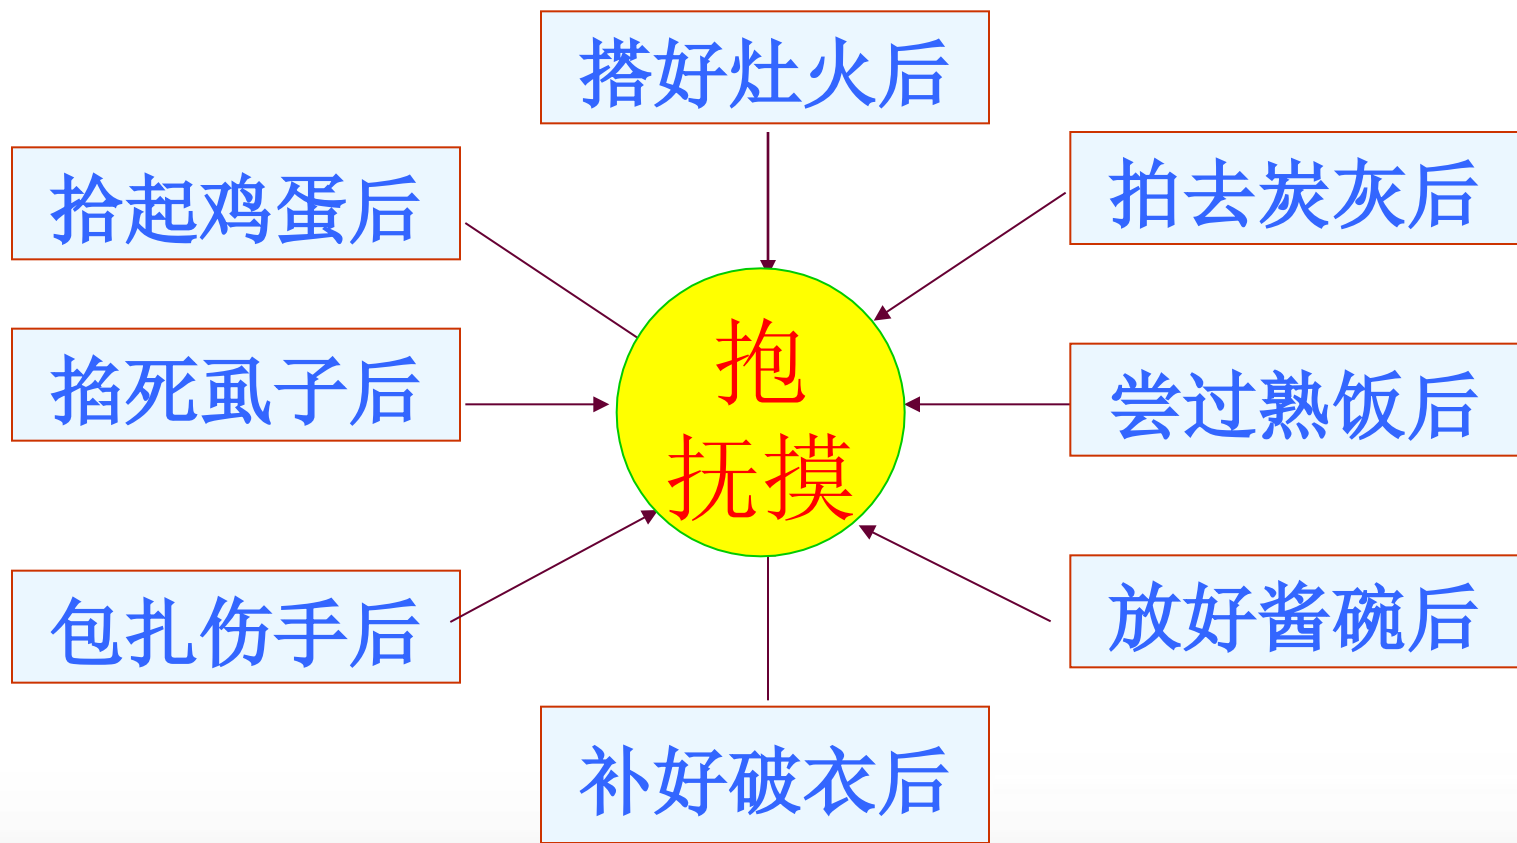 搭好灶火后
拾起鸡蛋后
拍去炭灰后
抱
抚摸
掐死虱子后
尝过熟饭后
包扎伤手后
放好酱碗后
补好破衣后